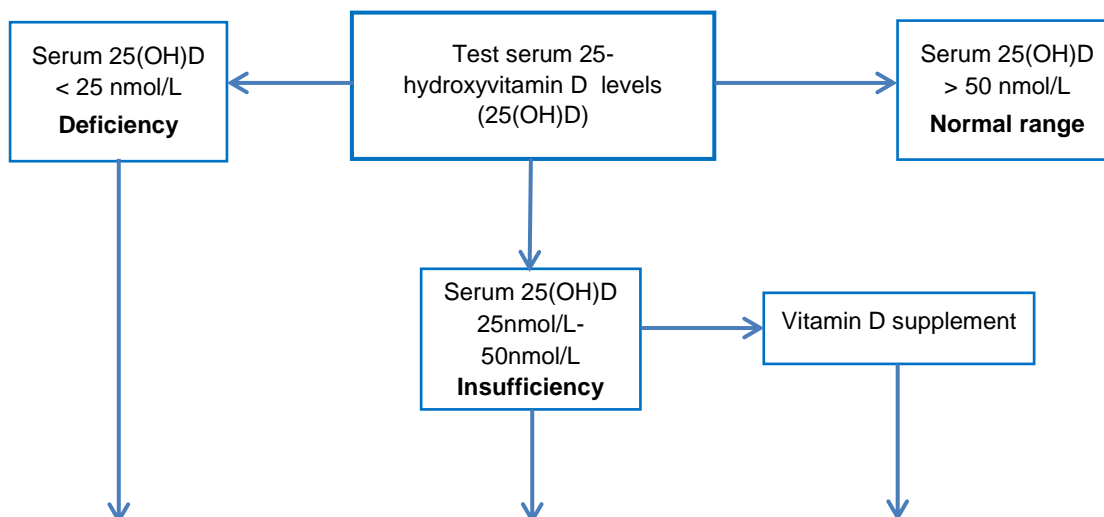 Serum 25(OH)D
< 25 nmol/L
Deficiency
Test serum 25-
hydroxyvitamin D levels
(25(OH)D)
Serum 25(OH)D
> 50 nmol/L
Normal range
Serum 25(OH)D
25nmol/L-
50nmol/L
Insufficiency
Vitamin D supplement